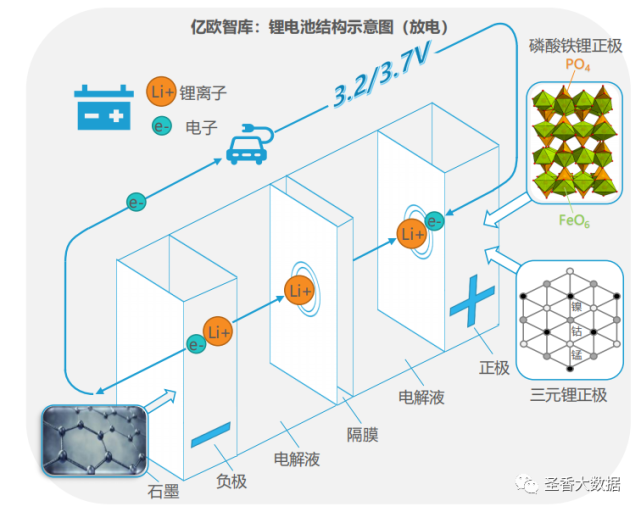 亿欧智库：锂电池结构示意图（放电）
磷酸铁锂正极
PO4
3.2/3.7V
Li+ 锂离子
e- 电子
e-
FeO6
Li+
e-
Li+
Li+
e-
镍
钴
锰
正极
三元锂正极
电解液
隔膜
电解液
负极
石墨
圣香大数据